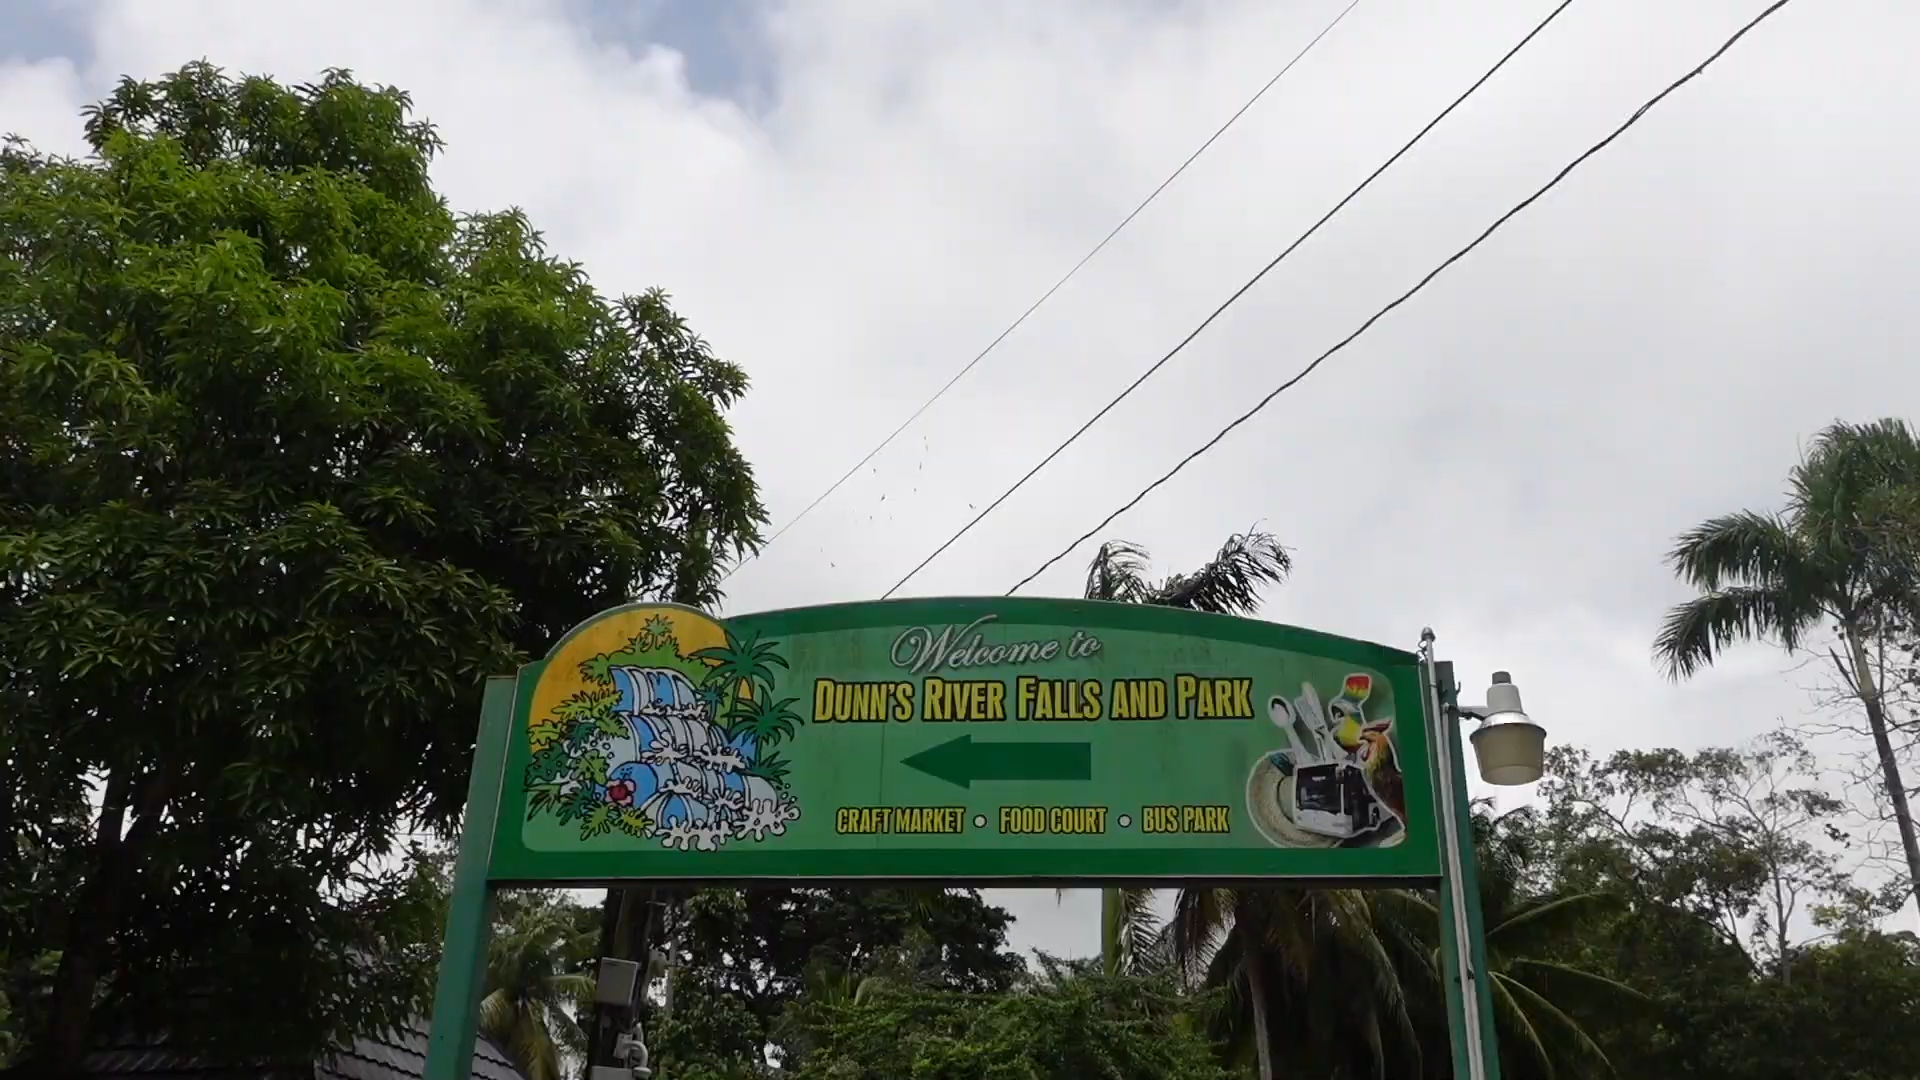 Welcome to
DUNN'S RIVER FALLS AND PARK
CRAFT MARKET • FOOD COURT • BUS PARK